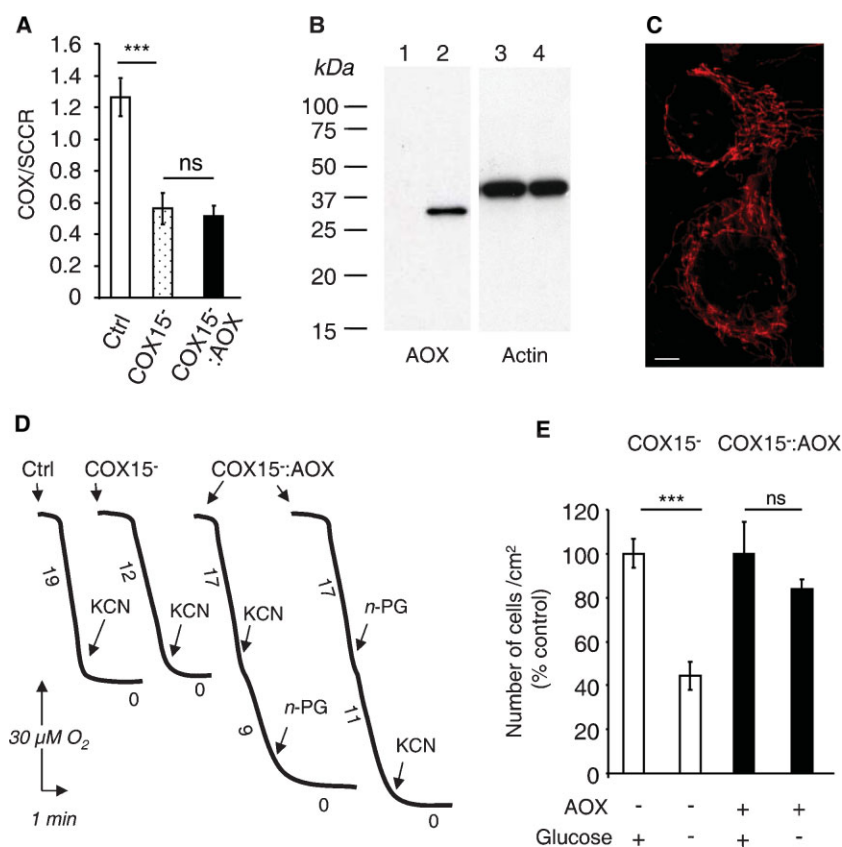 A
COX/SCCR
1.6
1.4
1.2
1.0
0.8
0.6
0.4
0.2
0
***
ns
Ctrl
COX15-
COX15-
:AOX
B
1 2 3 4
kDa
100
75
50
37
25
20
15
AOX Actin
C
D
Ctrl COX15- COX15-:AOX
19 12 17 17
KCN KCN KCN n-PG
0 0
9 n-PG 11 KCN
0 0
30 µM O2
1 min
E
COX15- COX15-:AOX
*** ns
Number of cells /cm2
(% control)
120
100
80
60
40
20
0
AOX - - + +
Glucose + - + -